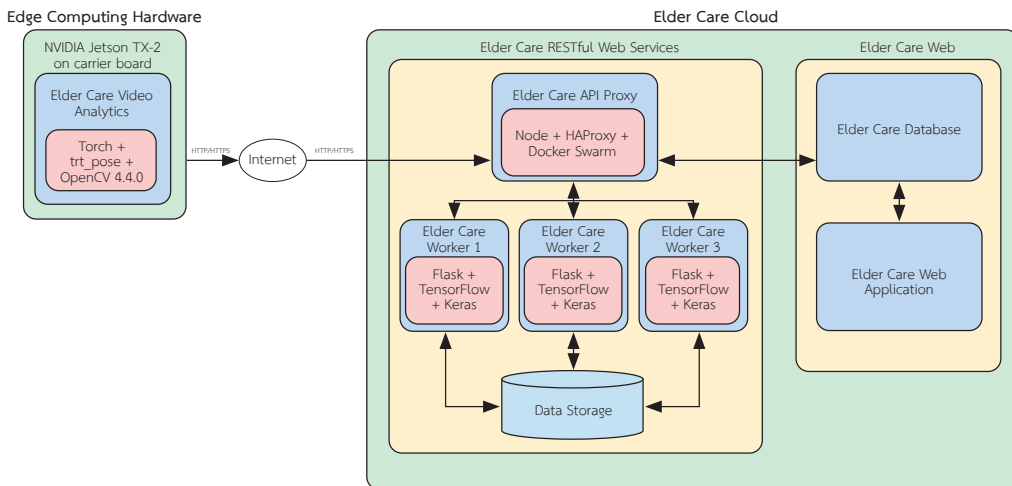 Edge Computing Hardware
NVIDIA Jetson TX-2
on carrier board
Elder Care Video
Analytics
Torch +
trt_pose +
OpenCV 4.4.0
HTTP/HTTPS
Internet
HTTP/HTTPS
Elder Care Cloud
Elder Care RESTful Web Services
Elder Care API Proxy
Node + HAProxy +
Docker Swarm
Elder Care
Worker 1
Flask +
TensorFlow
+ Keras
Elder Care
Worker 2
Flask +
TensorFlow
+ Keras
Elder Care
Worker 3
Flask +
TensorFlow
+ Keras
Data Storage
Elder Care Web
Elder Care Database
Elder Care Web
Application